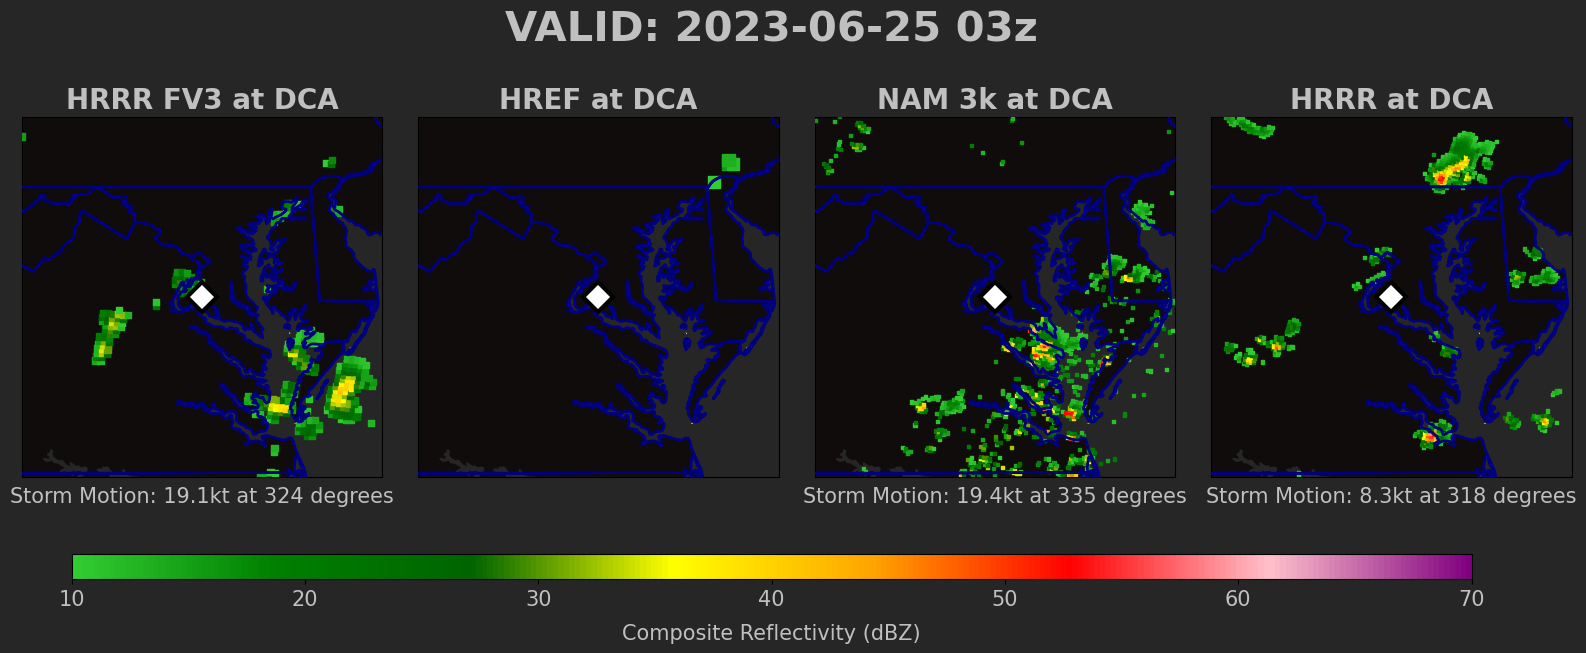 VALID: 2023-06-25 03z
HRRR FV3 at DCA
HREF at DCA
NAM 3k at DCA
HRRR at DCA
Storm Motion: 19.1kt at 324 degrees
Storm Motion: 19.4kt at 335 degrees
Storm Motion: 8.3kt at 318 degrees
10 20 30 40 50 60 70
Composite Reflectivity (dBZ)